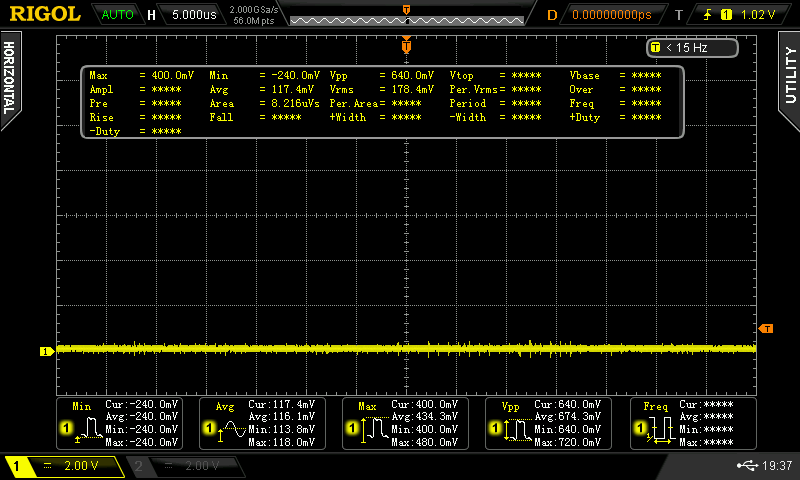 RIGOL AUTO H 5.000us 2.000GSa/s 56.0M pts D 0.00000000ps T 1 1.02 V
T
T < 15 Hz
HORIZONTAL
UTILITY
Max = 400.0mV Min = -240.0mV Vpp = 640.0mV Vtop = ***** Vbase = *****
Ampl = ***** Avg = 117.4mV Vrms = 178.4mV Per.Vrms= ***** Over = *****
Pre = ***** Area = 8.216uVs Per.Area= ***** Period = ***** Freq = *****
Rise = ***** Fall = ***** +Width = ***** -Width = ***** +Duty = *****
-Duty = *****
T
1
Min Cur:-240.0mV
Avg:-240.0mV
1 Min:-240.0mV
Max:-240.0mV
Avg Cur:117.4mV
Avg:116.1mV
1 Min:113.8mV
Max:118.0mV
Max Cur:400.0mV
Avg:434.3mV
1 Min:400.0mV
Max:480.0mV
Vpp Cur:640.0mV
Avg:674.3mV
1 Min:640.0mV
Max:720.0mV
Freq Cur:*****
Avg:*****
1 Min:*****
Max:*****
1 = 2.00 V 2 = 2.00 V 19:37